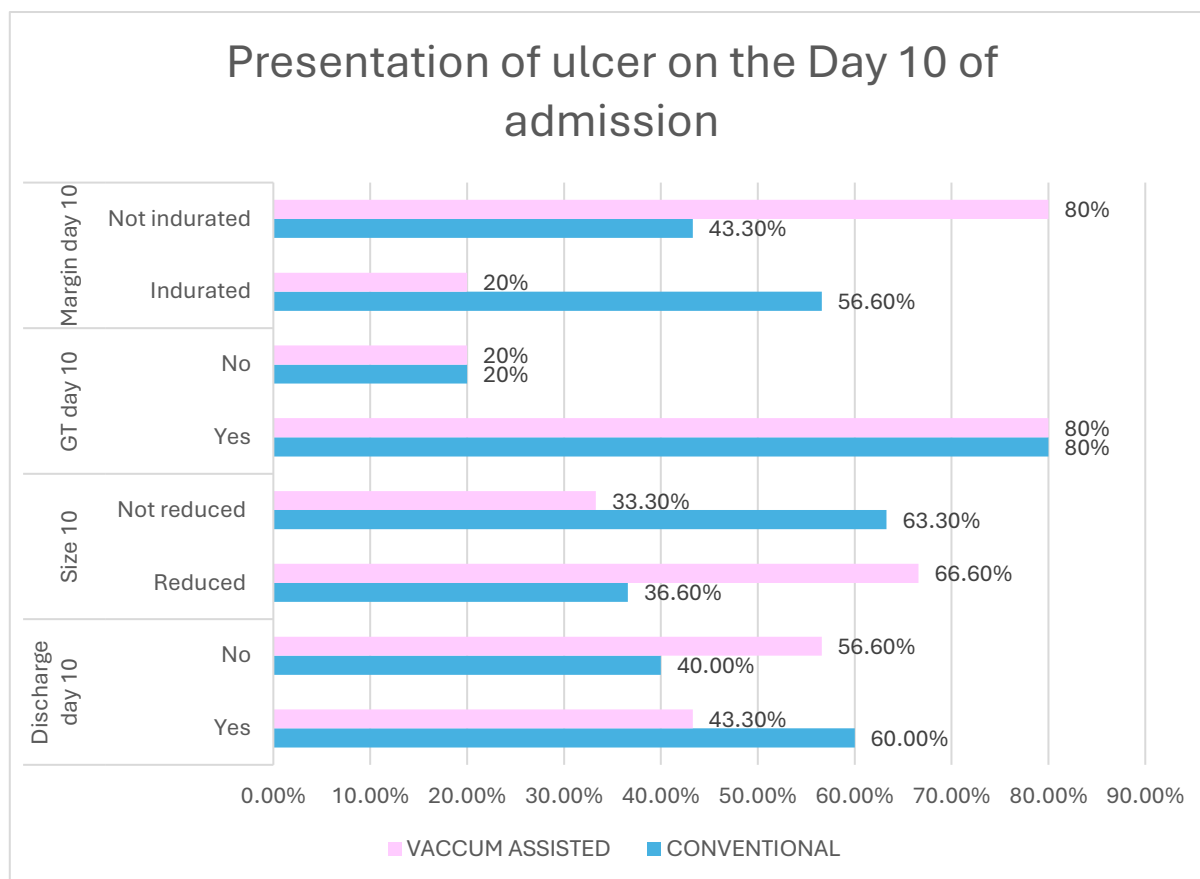 Presentation of ulcer on the Day 10 of
admission
Margin day 10
Not indurated
80%
43.30%
Indurated
20%
56.60%
GT day 10
No
20%
20%
Yes
80%
80%
Size 10
Not reduced
33.30%
63.30%
Reduced
66.60%
36.60%
Discharge
day 10
No
56.60%
40.00%
Yes
43.30%
60.00%
0.00% 10.00% 20.00% 30.00% 40.00% 50.00% 60.00% 70.00% 80.00% 90.00%
VACCUM ASSISTED CONVENTIONAL